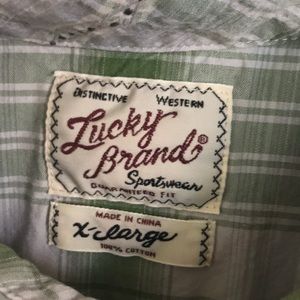 DISTINCTIVE WESTERN
Lucky
Brand®
Sportswear
GUARANTEED FIT
MADE IN CHINA
X-Large
100% COTTON